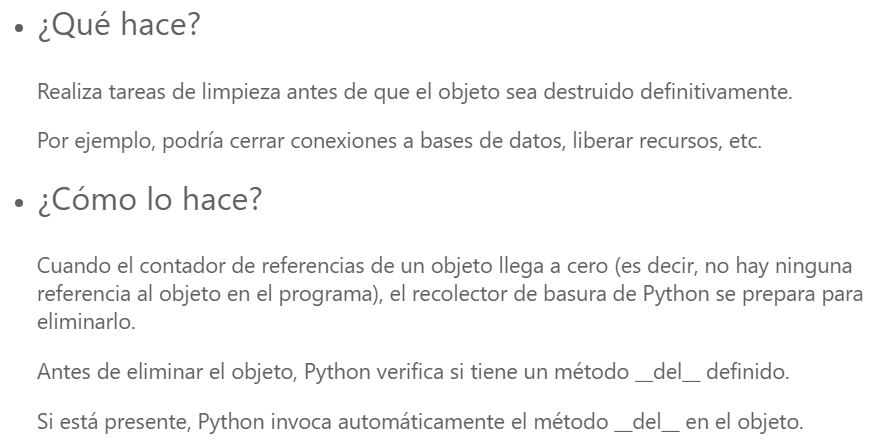 • ¿Qué hace?
Realiza tareas de limpieza antes de que el objeto sea destruido definitivamente.
Por ejemplo, podría cerrar conexiones a bases de datos, liberar recursos, etc.
• ¿Cómo lo hace?
Cuando el contador de referencias de un objeto llega a cero (es decir, no hay ninguna
referencia al objeto en el programa), el recolector de basura de Python se prepara para
eliminarlo.
Antes de eliminar el objeto, Python verifica si tiene un método __del__ definido.
Si está presente, Python invoca automáticamente el método __del__ en el objeto.